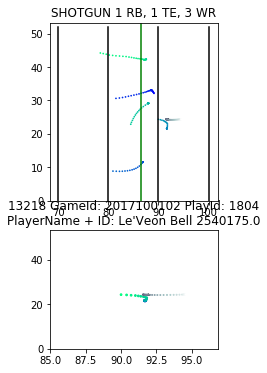 SHOTGUN 1 RB, 1 TE, 3 WR
50
40
30
20
10
0
70 80 90 100
13218 GameId: 2017100102 PlayId: 1804
PlayerName + ID: Le'Veon Bell 2540175.0
40
20
0
85.0 87.5 90.0 92.5 95.0